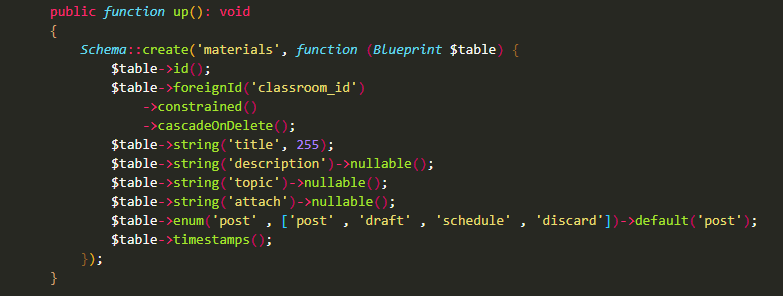 public function up(): void
{
Schema::create('materials', function (Blueprint $table) {
$table->id();
$table->foreignId('classroom_id')
->constrained()
->cascadeOnDelete();
$table->string('title', 255);
$table->string('description')->nullable();
$table->string('topic')->nullable();
$table->string('attach')->nullable();
$table->enum('post' , ['post' , 'draft' , 'schedule' , 'discard'])->default('post');
$table->timestamps();
});
}